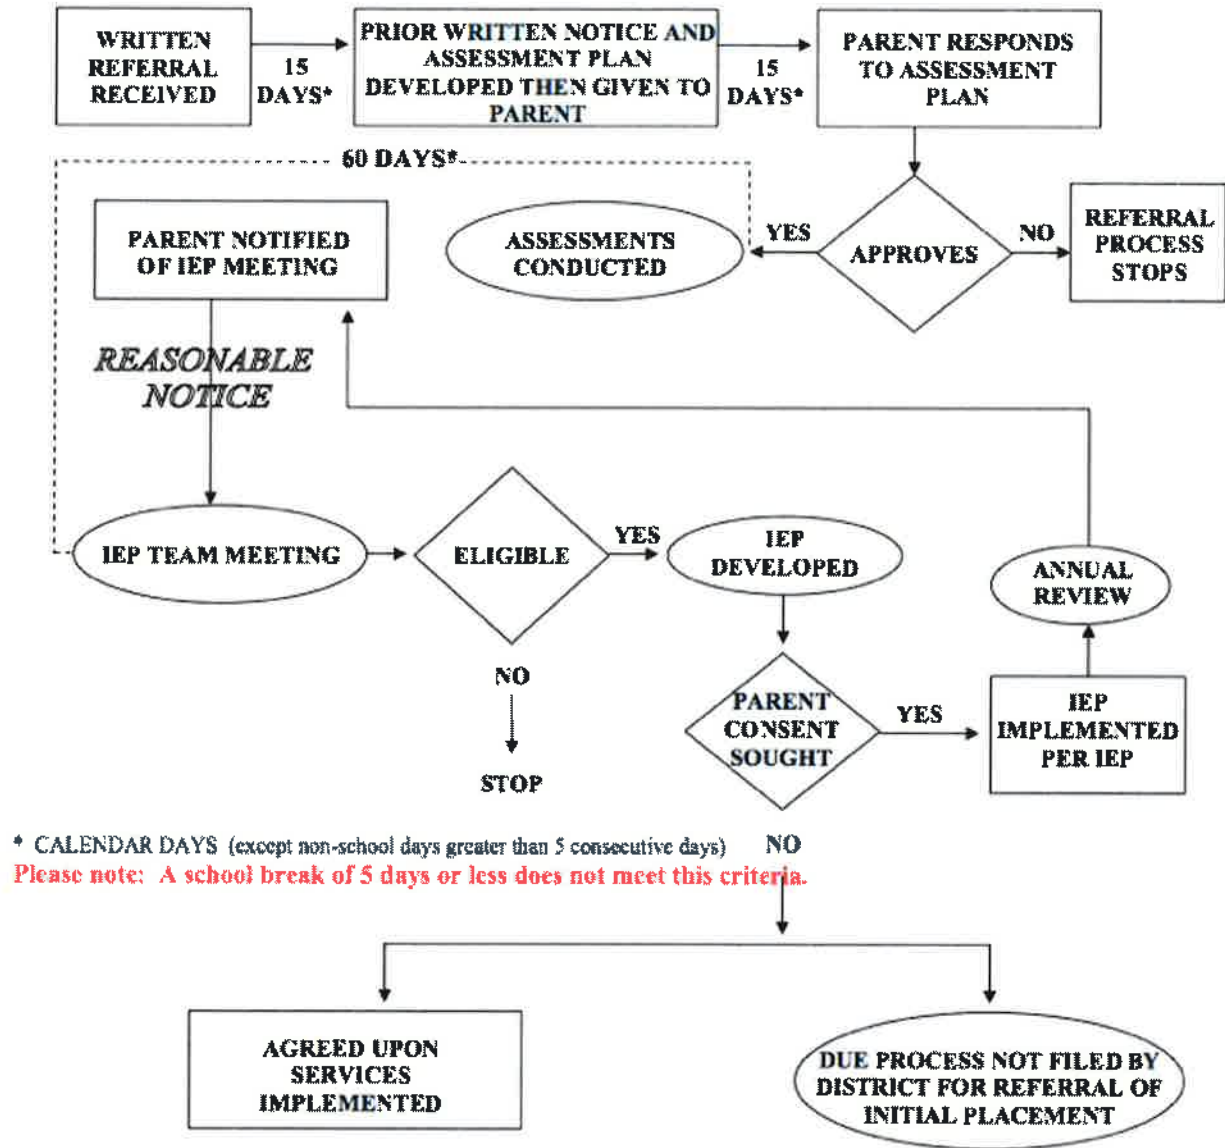 WRITTEN
REFERRAL
RECEIVED
15
DAYS*
PRIOR WRITTEN NOTICE AND
ASSESSMENT PLAN
DEVELOPED THEN GIVEN TO
PARENT
15
DAYS*
PARENT RESPONDS
TO ASSESSMENT
PLAN
60 DAYS*
PARENT NOTIFIED
OF IEP MEETING
ASSESSMENTS
CONDUCTED
YES
APPROVES
NO
REFERRAL
PROCESS
STOPS
REASONABLE
NOTICE
IEP TEAM MEETING
ELIGIBLE
YES
IEP
DEVELOPED
ANNUAL
REVIEW
NO
STOP
PARENT
CONSENT
SOUGHT
YES
IEP
IMPLEMENTED
PER IEP
* CALENDAR DAYS (except non-school days greater than 5 consecutive days)
NO
Please note: A school break of 5 days or less does not meet this criteria.
AGREED UPON
SERVICES
IMPLEMENTED
DUE PROCESS NOT FILED BY
DISTRICT FOR REFERRAL OF
INITIAL PLACEMENT